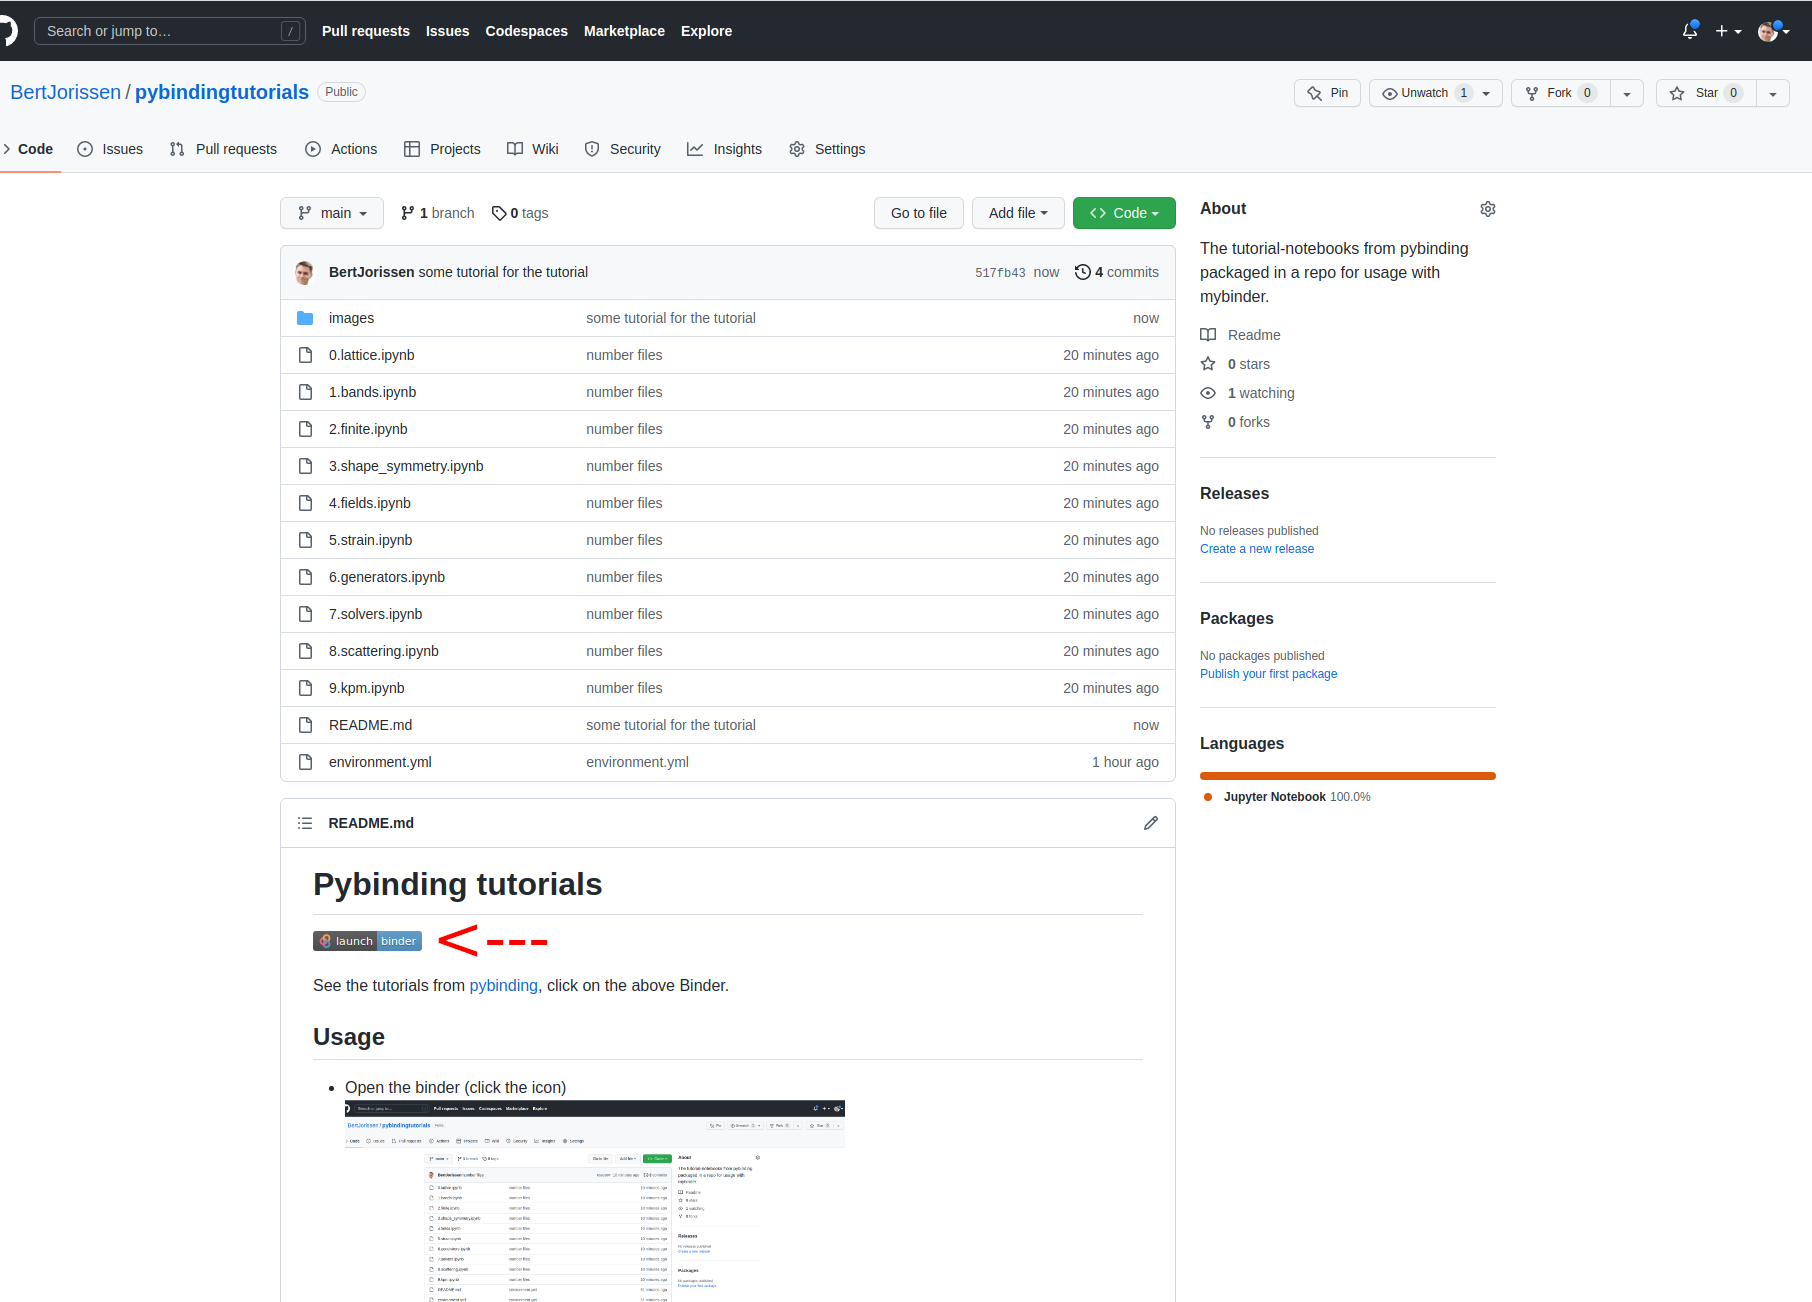 Search or jump to… /
Pull requests Issues Codespaces Marketplace Explore
BertJorissen / pybindingtutorials Public
Pin Unwatch 1 Fork 0 Star 0
Code Issues Pull requests Actions Projects Wiki Security Insights Settings
main 1 branch 0 tags Go to file Add file Code
BertJorissen some tutorial for the tutorial 517fb43 now 4 commits
images some tutorial for the tutorial now
0.lattice.ipynb number files 20 minutes ago
1.bands.ipynb number files 20 minutes ago
2.finite.ipynb number files 20 minutes ago
3.shape_symmetry.ipynb number files 20 minutes ago
4.fields.ipynb number files 20 minutes ago
5.strain.ipynb number files 20 minutes ago
6.generators.ipynb number files 20 minutes ago
7.solvers.ipynb number files 20 minutes ago
8.scattering.ipynb number files 20 minutes ago
9.kpm.ipynb number files 20 minutes ago
README.md some tutorial for the tutorial now
environment.yml environment.yml 1 hour ago
About
The tutorial-notebooks from pybinding
packaged in a repo for usage with
mybinder.
Readme
0 stars
1 watching
0 forks
Releases
No releases published
Create a new release
Packages
No packages published
Publish your first package
Languages
Jupyter Notebook 100.0%
README.md
Pybinding tutorials
launch binder <---
See the tutorials from pybinding, click on the above Binder.
Usage
Open the binder (click the icon)